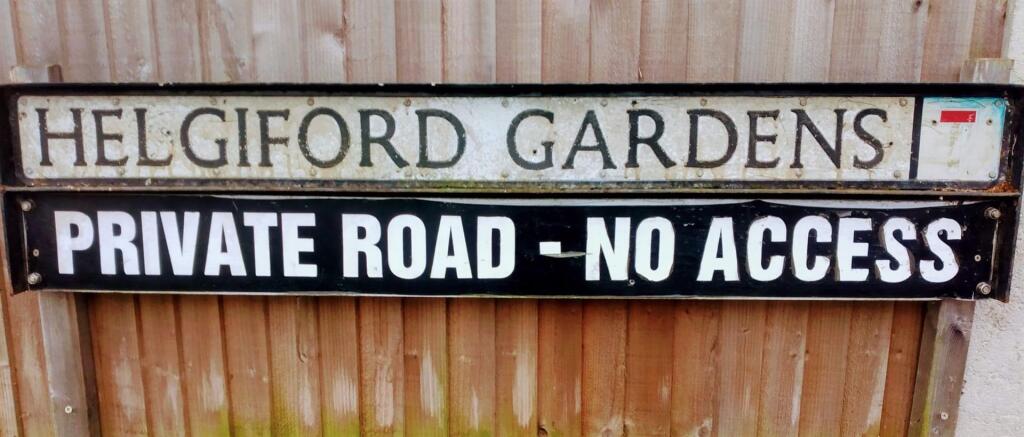 HELGIFORD GARDENS
PRIVATE ROAD - NO ACCESS